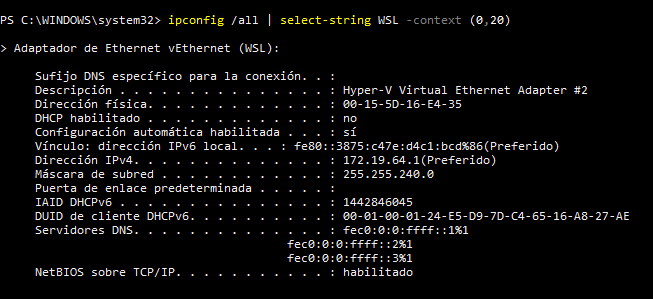 PS C:\WINDOWS\system32> ipconfig /all | select-string WSL -context (0,20)
> Adaptador de Ethernet vEthernet (WSL):
Sufijo DNS específico para la conexión. . :
Descripción . . . . . . . . . . . . . . . : Hyper-V Virtual Ethernet Adapter #2
Dirección física. . . . . . . . . . . . . : 00-15-5D-16-E4-35
DHCP habilitado . . . . . . . . . . . . . : no
Configuración automática habilitada . . . : sí
Vínculo: dirección IPv6 local. . . : fe80::3875:c47e:d4c1:bcd%86(Preferido)
Dirección IPv4. . . . . . . . . . . . . . : 172.19.64.1(Preferido)
Máscara de subred . . . . . . . . . . . . : 255.255.240.0
Puerta de enlace predeterminada . . . . . :
IAID DHCPv6 . . . . . . . . . . . . . . . : 1442846045
DUID de cliente DHCPv6. . . . . . . . . . : 00-01-00-01-24-E5-D9-7D-C4-65-16-A8-27-AE
Servidores DNS. . . . . . . . . . . . . . : fec0:0:0:ffff::1%1
fec0:0:0:ffff::2%1
fec0:0:0:ffff::3%1
NetBIOS sobre TCP/IP. . . . . . . . . . . : habilitado